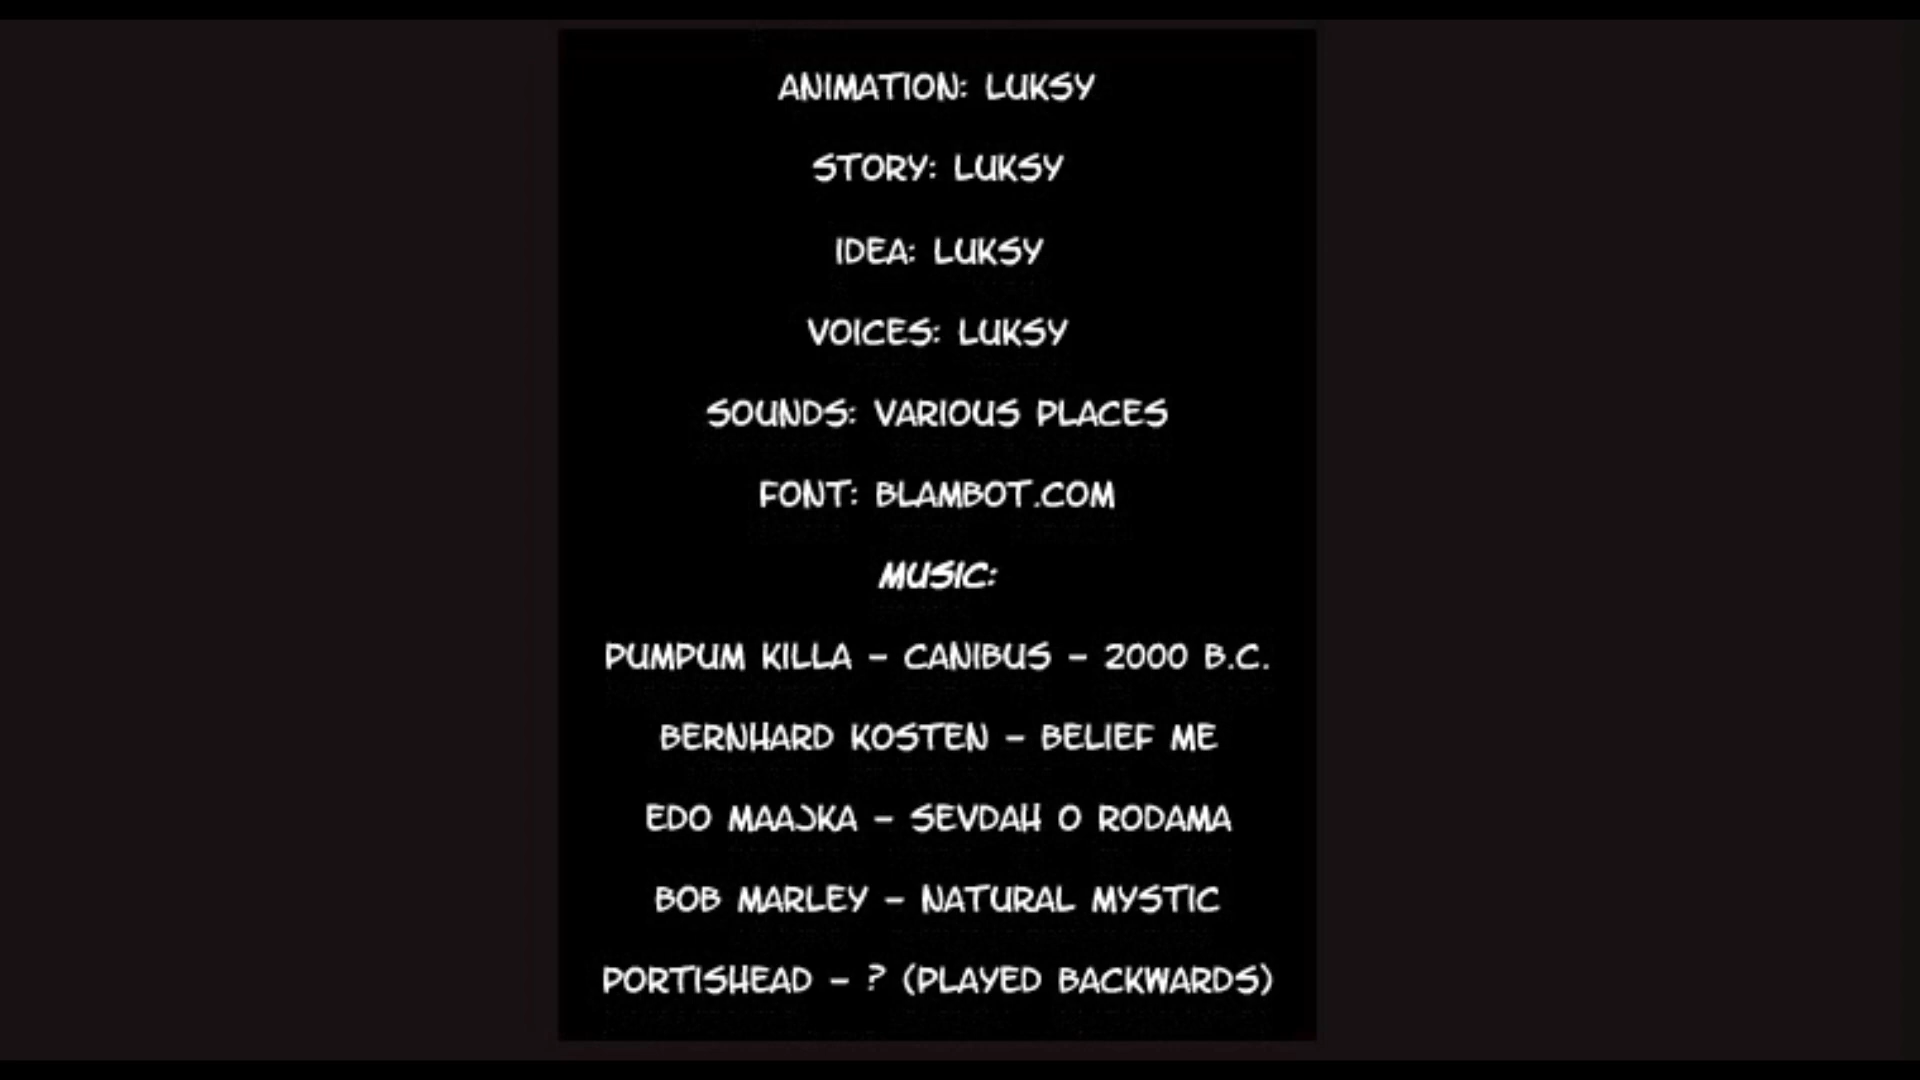 ANIMATION: LUKSY
STORY: LUKSY
IDEA: LUKSY
VOICES: LUKSY
SOUNDS: VARIOUS PLACES
FONT: BLAMBOT.COM
MUSIC:
PUMPUM KILLA - CANIBUS - 2000 B.C.
BERNHARD KOSTEN - BELIEF ME
EDO MAAJKA - SEVDAH O RODAMA
BOB MARLEY - NATURAL MYSTIC
PORTISHEAD - ? (PLAYED BACKWARDS)